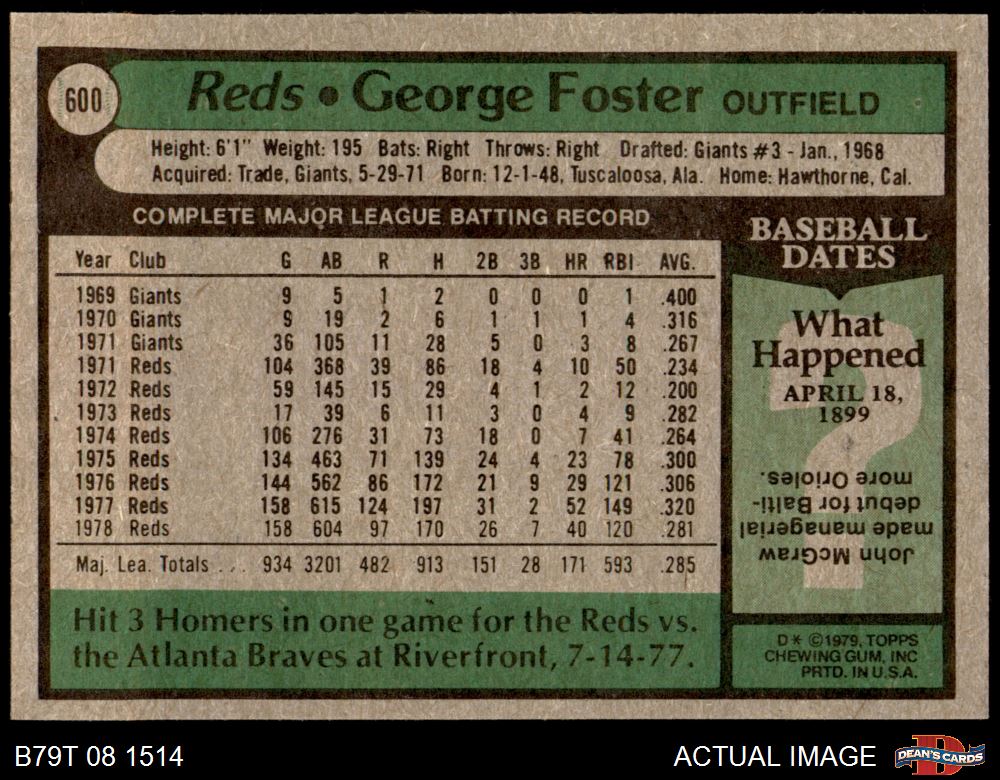 600
Reds • George Foster OUTFIELD
Height: 6'1" Weight: 195 Bats: Right Throws: Right Drafted: Giants #3 - Jan., 1968
Acquired: Trade, Giants, 5-29-71 Born: 12-1-48, Tuscaloosa, Ala. Home: Hawthorne, Cal.
COMPLETE MAJOR LEAGUE BATTING RECORD
Year Club G AB R H 2B 3B HR RBI AVG.
1969 Giants 9 5 1 2 0 0 0 1 .400
1970 Giants 9 19 2 6 1 1 1 4 .316
1971 Giants 36 105 11 28 5 0 3 8 .267
1971 Reds 104 368 39 86 18 4 10 50 .234
1972 Reds 59 145 15 29 4 1 2 12 .200
1973 Reds 17 39 6 11 3 0 4 9 .282
1974 Reds 106 276 31 73 18 0 7 41 .264
1975 Reds 134 463 71 139 24 4 23 78 .300
1976 Reds 144 562 86 172 21 9 29 121 .306
1977 Reds 158 615 124 197 31 2 52 149 .320
1978 Reds 158 604 97 170 26 7 40 120 .281
Maj. Lea. Totals ... 934 3201 482 913 151 28 171 593 .285
Hit 3 Homers in one game for the Reds vs.
the Atlanta Braves at Riverfront, 7-14-77.
BASEBALL
DATES
What
Happened
APRIL 18,
1899
?
John McGraw
made managerial
debut for Balti-
more Orioles.
D* ©1979, TOPPS
CHEWING GUM, INC
PRTD. IN U.S.A.
B79T 08 1514
ACTUAL IMAGE
D
DEAN'S CARDS